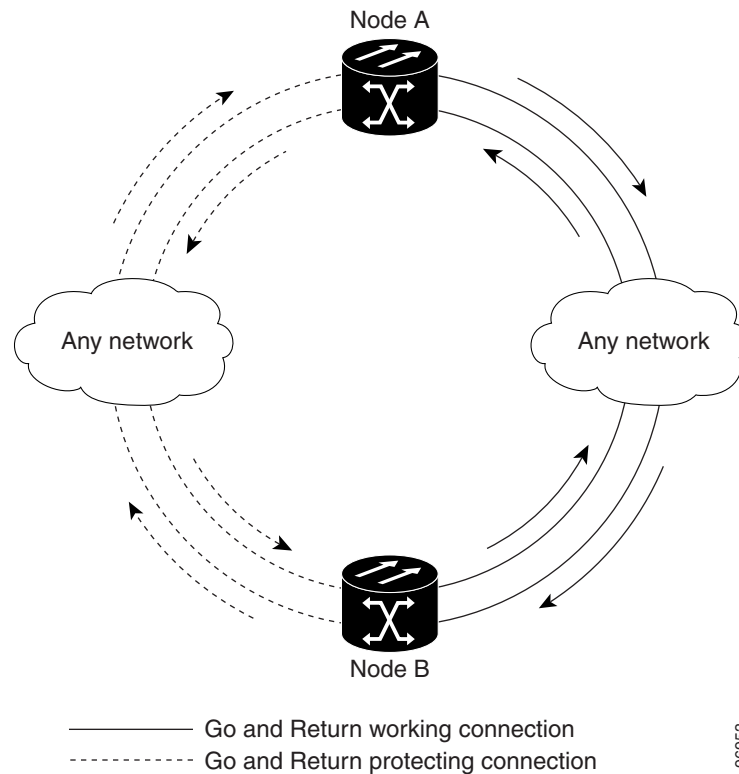 Node A
Any network
Any network
Node B
Go and Return working connection
Go and Return protecting connection